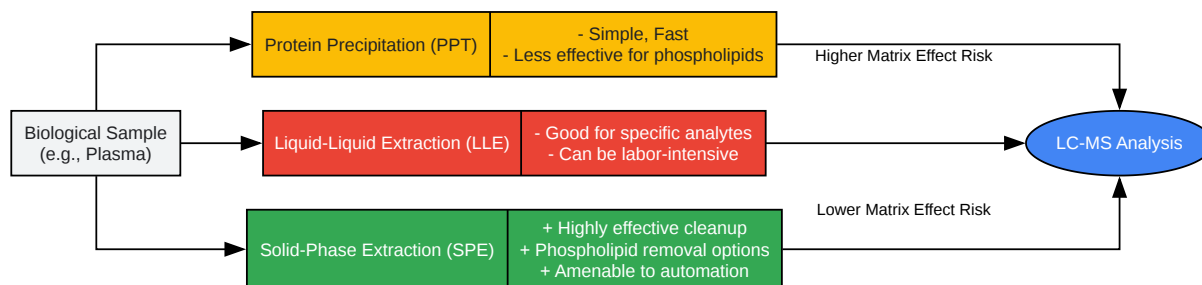 Protein Precipitation (PPT)
- Simple, Fast
- Less effective for phospholipids
Higher Matrix Effect Risk
Biological Sample
(e.g., Plasma)
Liquid-Liquid Extraction (LLE)
- Good for specific analytes
- Can be labor-intensive
LC-MS Analysis
Lower Matrix Effect Risk
Solid-Phase Extraction (SPE)
+ Highly effective cleanup
+ Phospholipid removal options
+ Amenable to automation